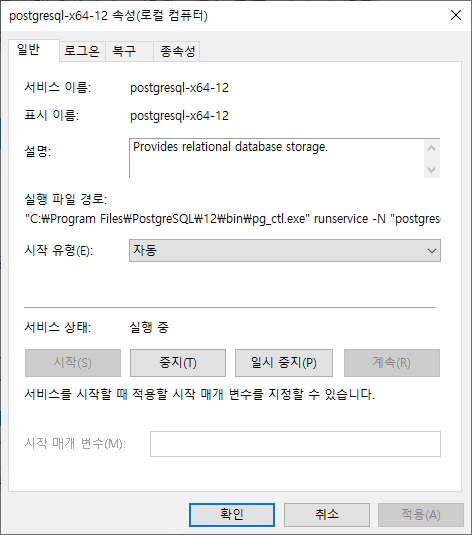 postgresql-x64-12 속성(로컬 컴퓨터)
일반 로그온 복구 종속성
서비스 이름: postgresql-x64-12
표시 이름: postgresql-x64-12
설명: Provides relational database storage.
실행 파일 경로:
"C:₩Program Files₩PostgreSQL₩12₩bin₩pg_ctl.exe" runservice -N "postgres
시작 유형(E): 자동
서비스 상태: 실행 중
시작(S) 중지(T) 일시 중지(P) 계속(R)
서비스를 시작할 때 적용할 시작 매개 변수를 지정할 수 있습니다.
시작 매개 변수(M):
확인 취소 적용(A)